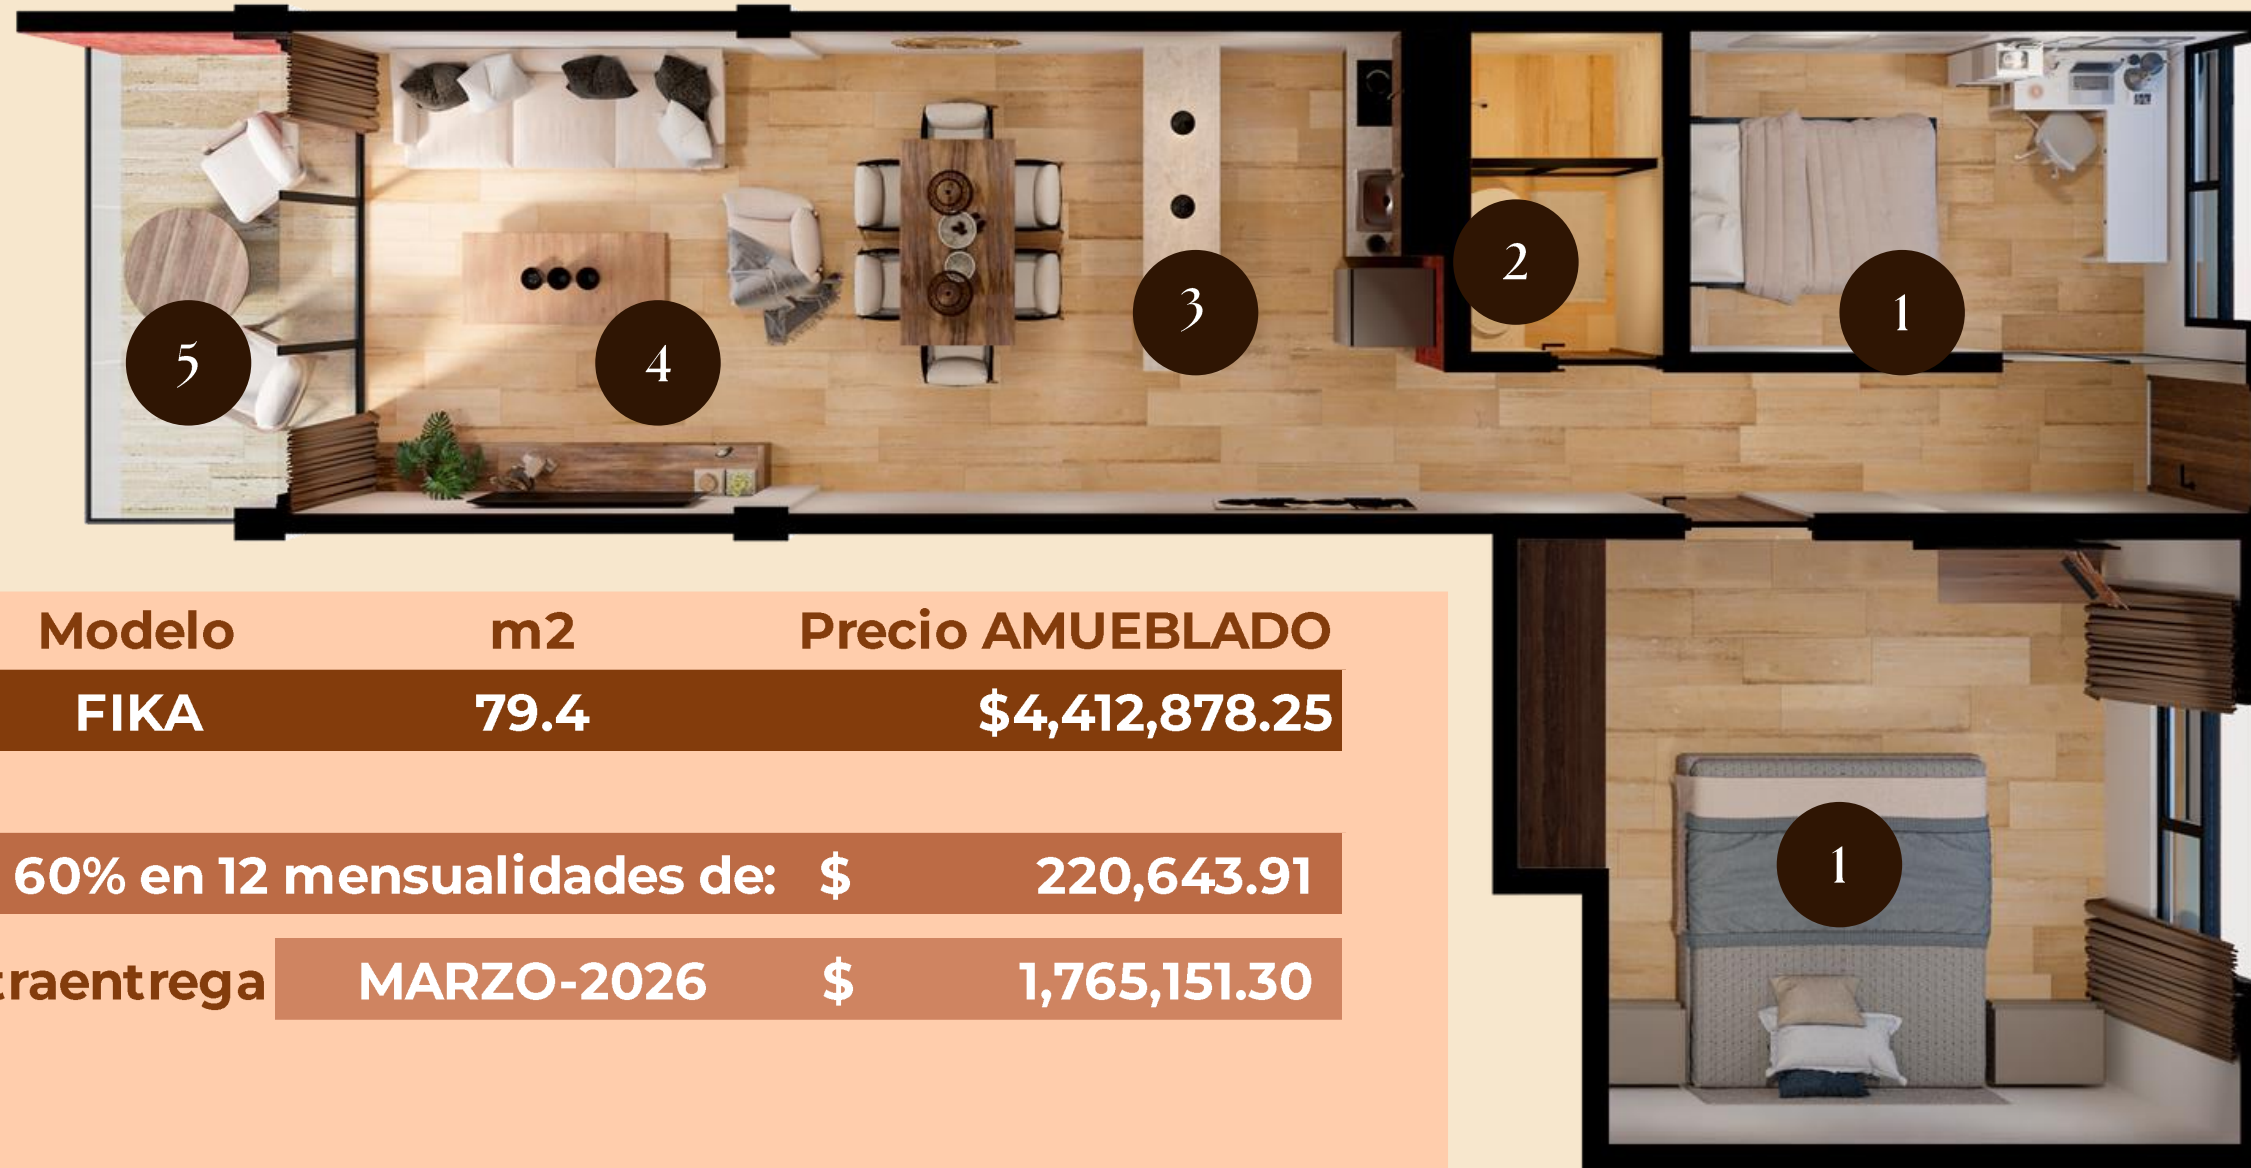 5
4
3
2
1
Modelo m2 Precio AMUEBLADO
FIKA 79.4 $4,412,878.25
60% en 12 mensualidades de: $ 220,643.91
1
traentrega MARZO-2026 $ 1,765,151.30